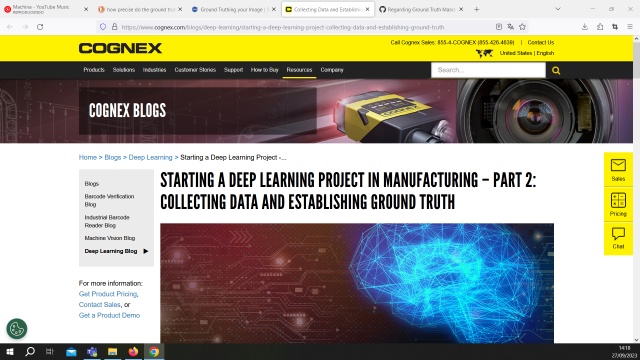 Machine - YouTube Music
how precise do the ground tru
Ground Truthing your Image
Collecting Data and Establishin
Regarding Ground Truth Mask
https://www.cognex.com/blogs/deep-learning/starting-a-deep-learning-project-collecting-data-and-establishing-ground-truth
COGNEX
Call Cognex Sales: 855-4-COGNEX (855-426-4639) | Contact Us
United States | English
Products Solutions Industries Customer Stories Support How to Buy Resources Company
Search...
COGNEX BLOGS
COGNEX
Home > Blogs > Deep Learning > Starting a Deep Learning Project -...
Blogs
Barcode Verification
Blog
Industrial Barcode
Reader Blog
Machine Vision Blog
Deep Learning Blog
For more information:
Get Product Pricing,
Contact Sales, or
Get a Product Demo
STARTING A DEEP LEARNING PROJECT IN MANUFACTURING – PART 2:
COLLECTING DATA AND ESTABLISHING GROUND TRUTH
Sales
Pricing
Chat
14:18
27/09/2023